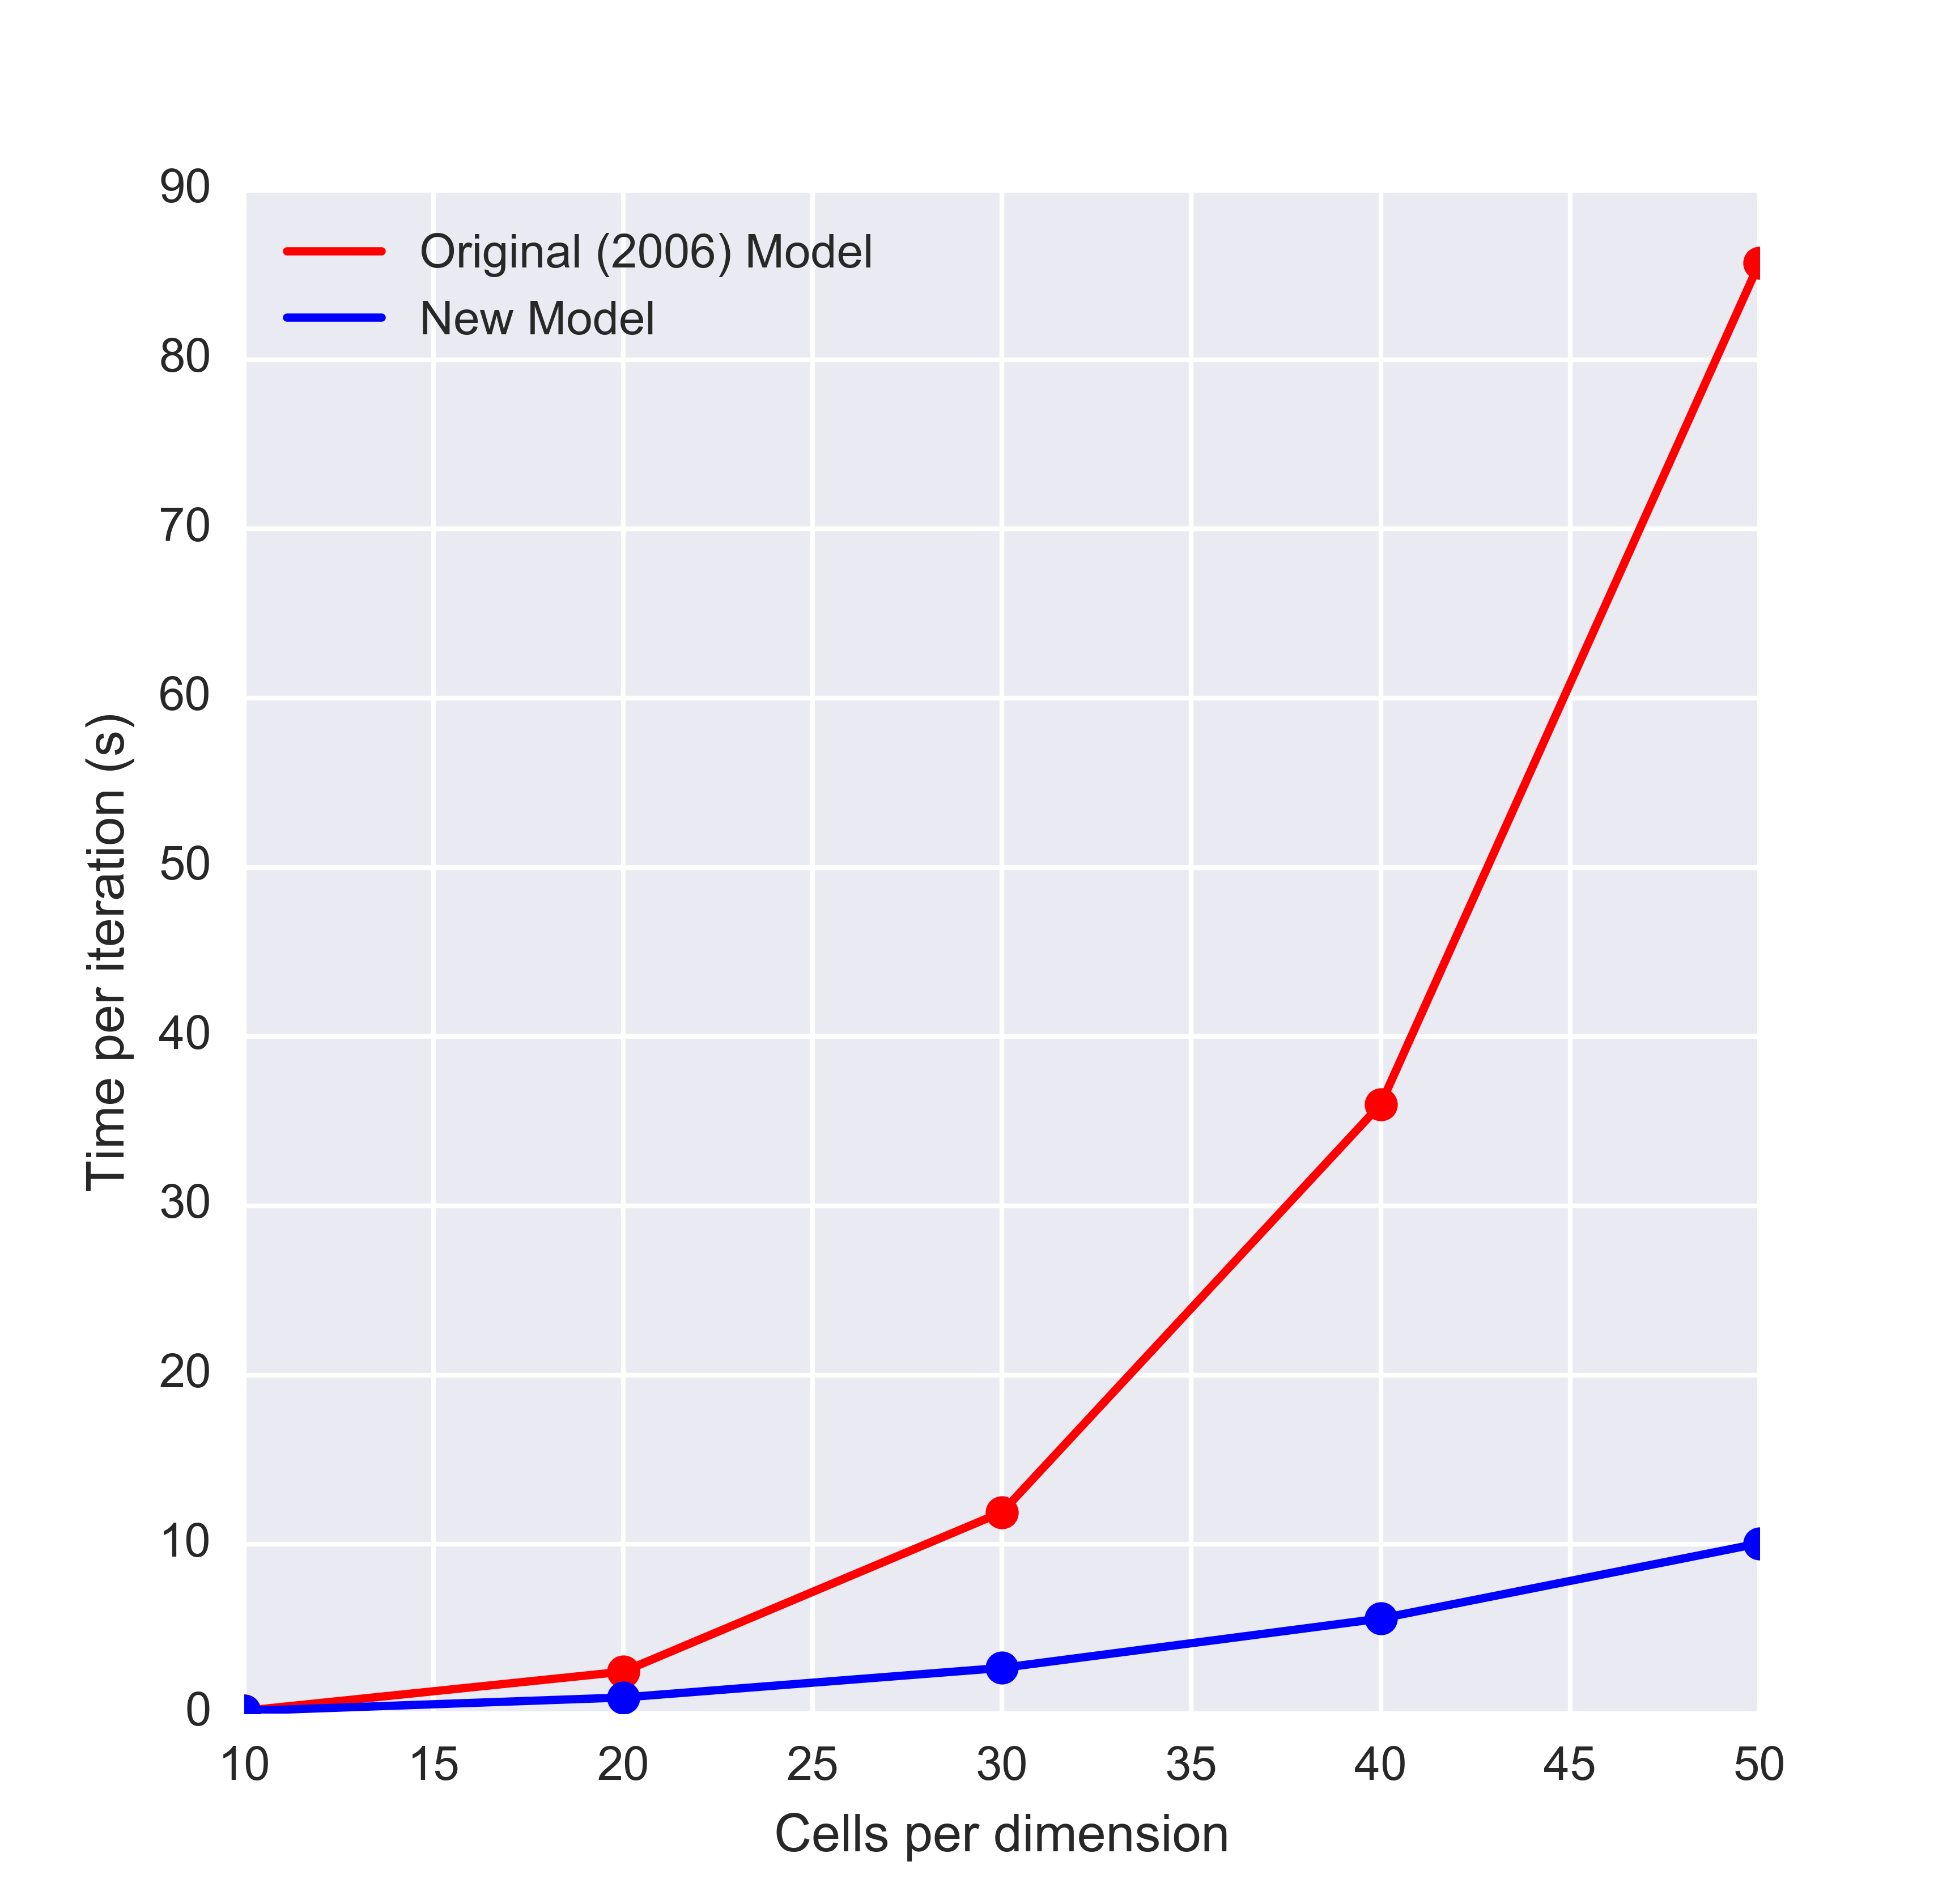 90
Original (2006) Model
New Model
80
70
60
50
40
30
20
10
0
Time per iteration (s)
10 15 20 25 30 35 40 45 50
Cells per dimension